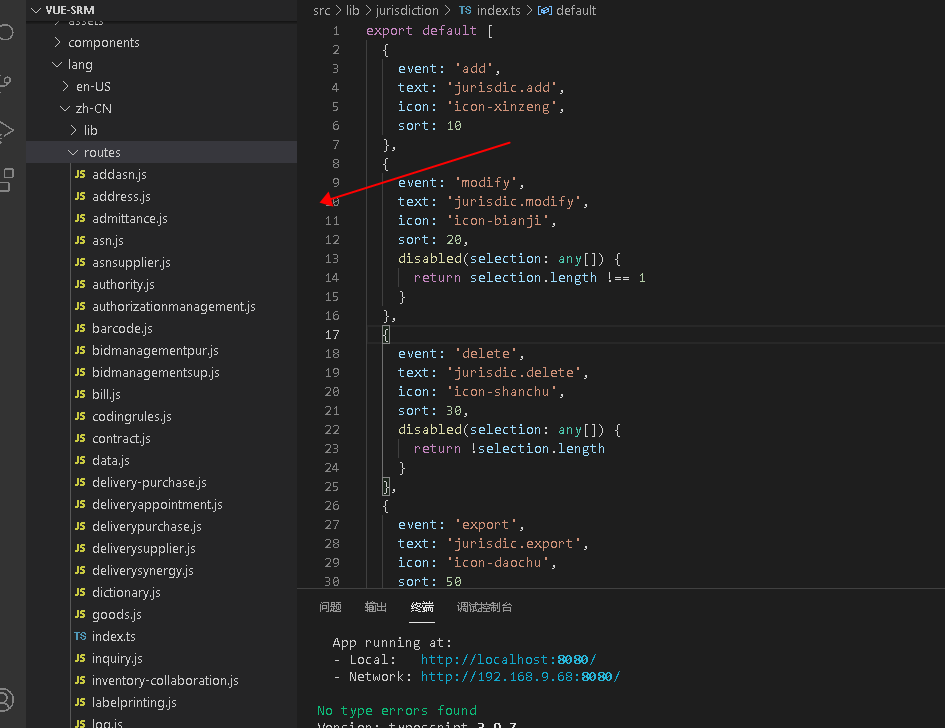 VUE-SRM
assets
components
lang
en-US
zh-CN
lib
routes
JS addasn.js
JS address.js
JS admittance.js
JS asn.js
JS asnsupplier.js
JS authority.js
JS authorizationmanagement.js
JS barcode.js
JS bidmanagementpur.js
JS bidmanagementsup.js
JS bill.js
JS codingrules.js
JS contract.js
JS data.js
JS delivery-purchase.js
JS deliveryappointment.js
JS deliverypurchase.js
JS deliverysupplier.js
JS deliverysynergy.js
JS dictionary.js
JS goods.js
TS index.ts
JS inquiry.js
JS inventory-collaboration.js
JS labelprinting.js
JS log.js
src > lib > jurisdiction > TS index.ts > default
1 export default [
2 {
3 event: 'add',
4 text: 'jurisdic.add',
5 icon: 'icon-xinzeng',
6 sort: 10
7 },
8 {
9 event: 'modify',
10 text: 'jurisdic.modify',
11 icon: 'icon-bianji',
12 sort: 20,
13 disabled(selection: any[]) {
14 return selection.length !== 1
15 }
16 },
17 {
18 event: 'delete',
19 text: 'jurisdic.delete',
20 icon: 'icon-shanchu',
21 sort: 30,
22 disabled(selection: any[]) {
23 return !selection.length
24 }
25 },
26 {
27 event: 'export',
28 text: 'jurisdic.export',
29 icon: 'icon-daochu',
30 sort: 50
问题 输出 终端 调试控制台
App running at:
- Local: http://localhost:8080/
- Network: http://192.168.9.68:8080/
No type errors found
Version: typescript 3.9.7